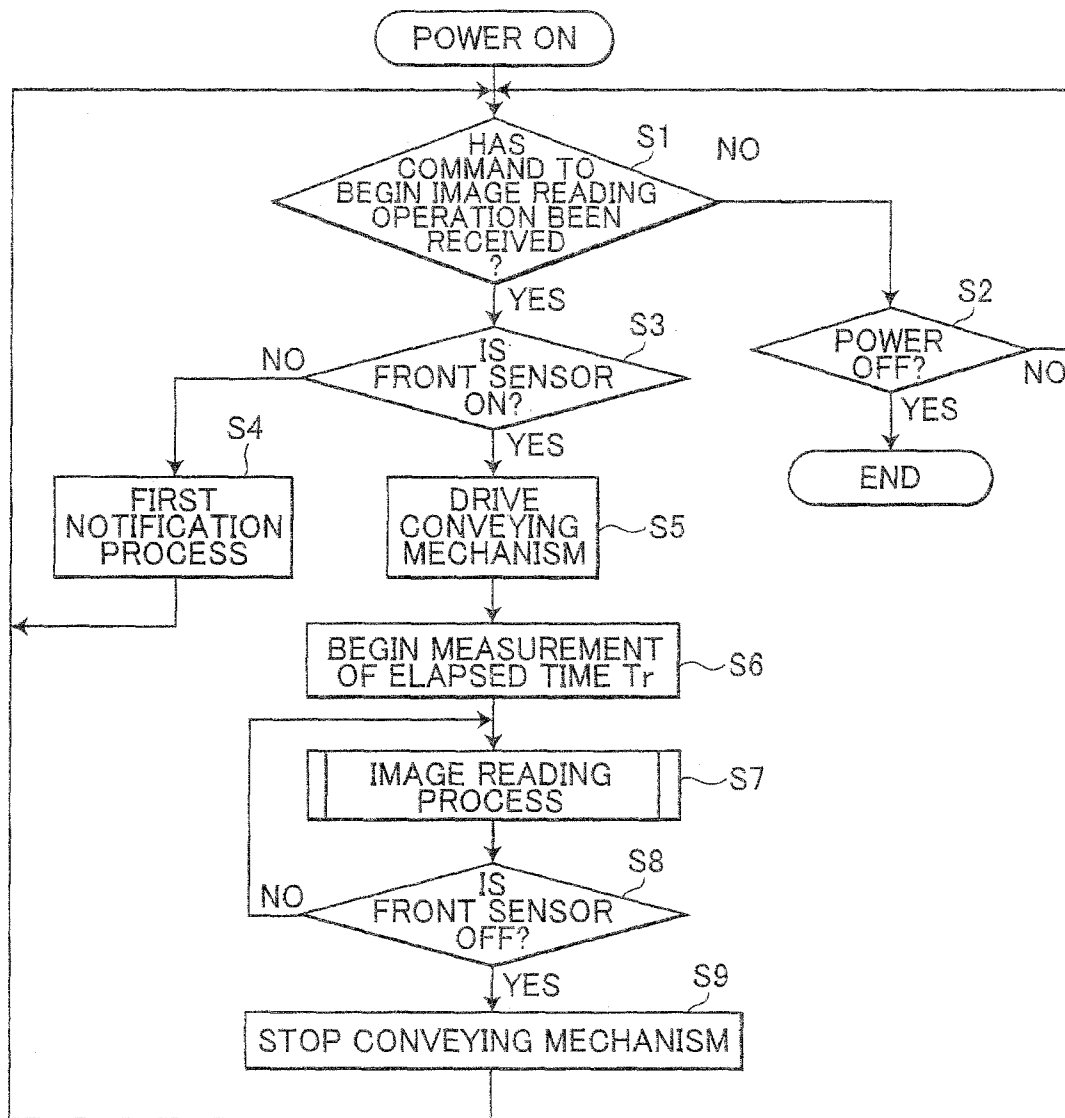 POWER ON
HAS
COMMAND TO
BEGIN IMAGE READING
OPERATION BEEN
RECEIVED
?
S1
NO
YES
S2
POWER
OFF?
NO
YES
END
S3
IS
FRONT SENSOR
ON?
NO
YES
S4
FIRST
NOTIFICATION
PROCESS
DRIVE
CONVEYING
MECHANISM
S5
BEGIN MEASUREMENT
OF ELAPSED TIME Tr
S6
IMAGE READING
PROCESS
S7
S8
IS
FRONT SENSOR
OFF?
NO
YES
S9
STOP CONVEYING MECHANISM